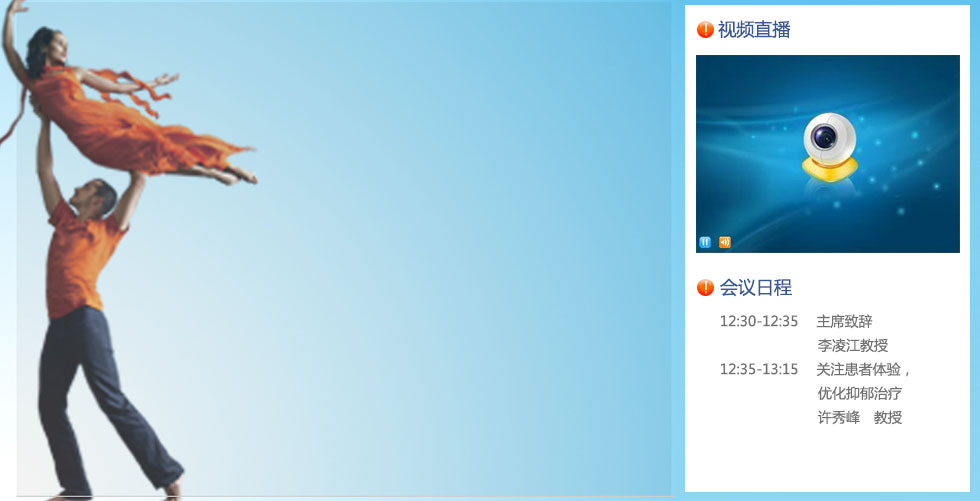 视频直播
会议日程
12:30-12:35 主席致辞
李凌江教授
12:35-13:15 关注患者体验，
优化抑郁治疗
许秀峰 教授